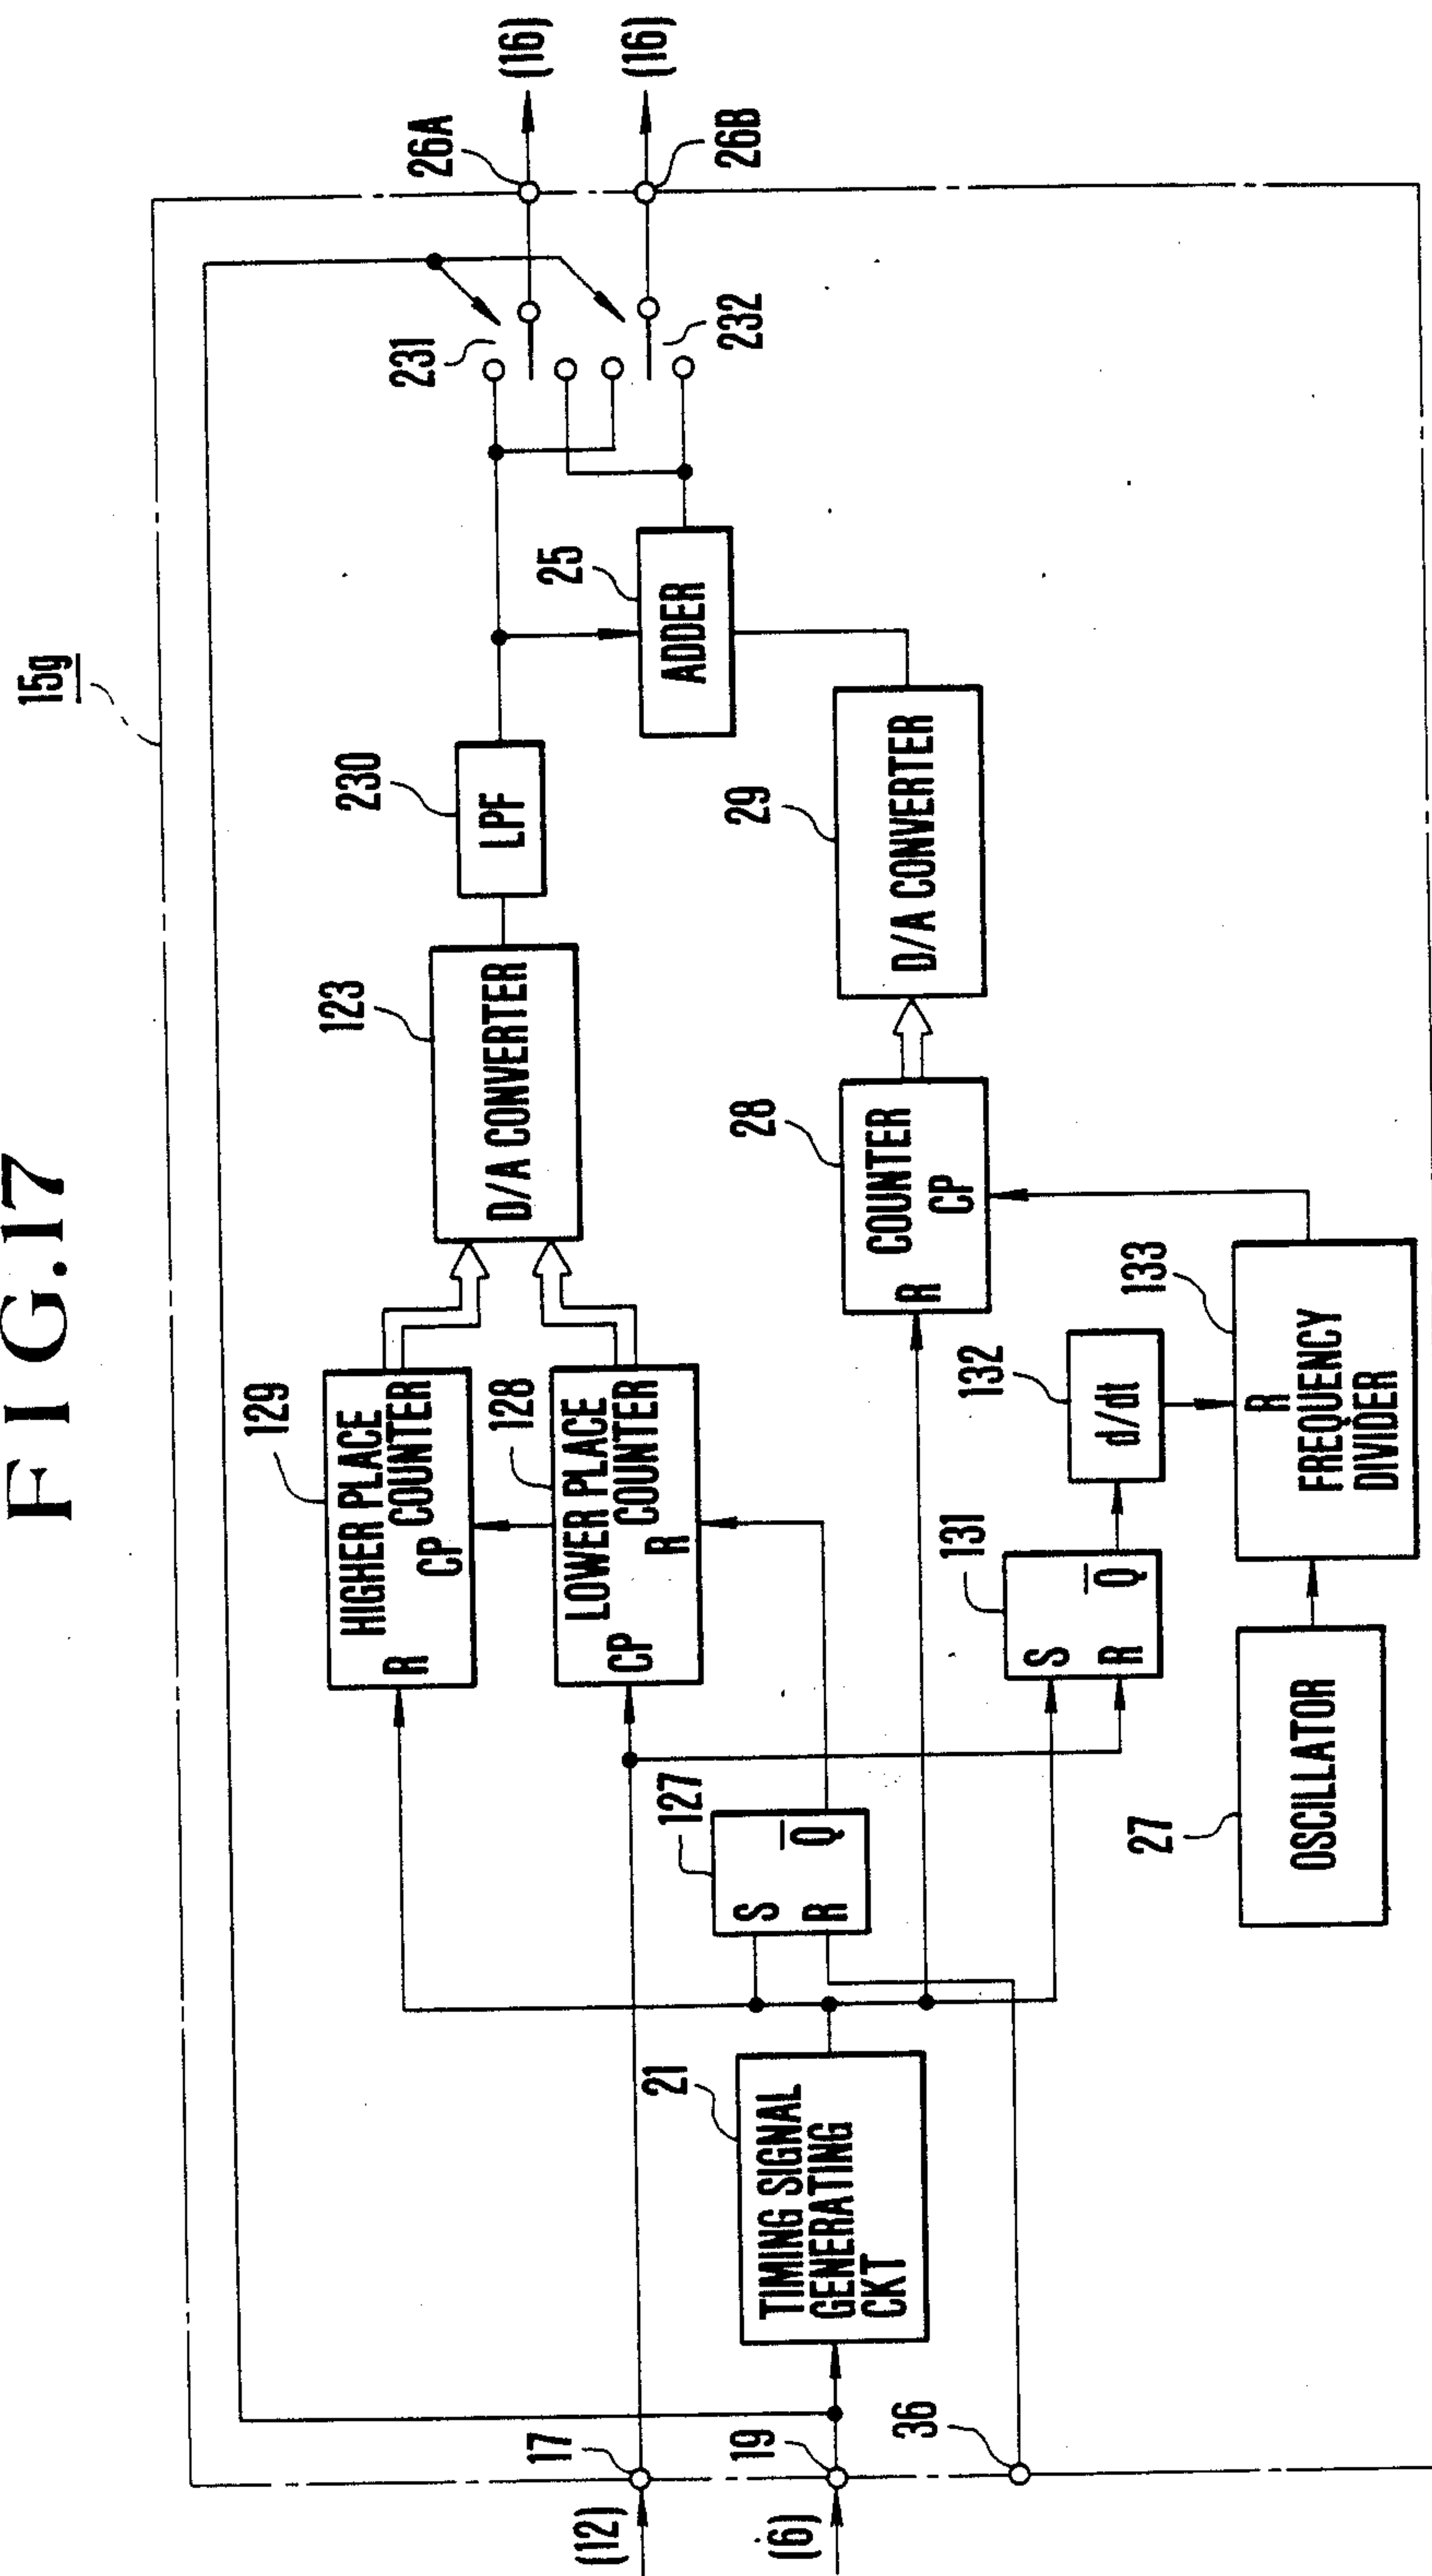 FIG.17
15g
(12)
17
(6)
19
36
21
TIMING SIGNAL
GENERATING
CKT
127
S
Q
R
129
HIGHER PLACE
COUNTER
R
CP
128
LOWER PLACE
COUNTER
CP
R
123
D/A CONVERTER
230
LPF
25
ADDER
231
232
26A
(16)
26B
(16)
28
COUNTER
R
CP
29
D/A CONVERTER
131
S
Q
R
132
d/dt
133
R
FREQUENCY
DIVIDER
27
OSCILLATOR